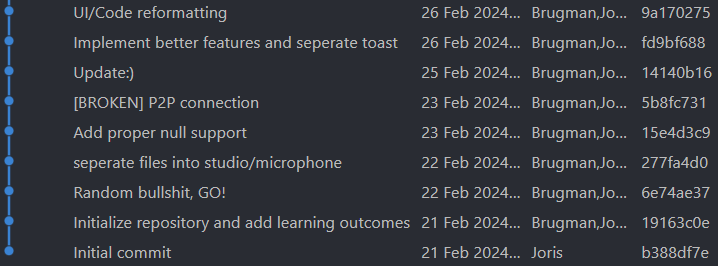 UI/Code reformatting 26 Feb 2024... Brugman,Jo... 9a170275
Implement better features and seperate toast 26 Feb 2024... Brugman,Jo... fd9bf688
Update:) 25 Feb 2024... Brugman,Jo... 14140b16
[BROKEN] P2P connection 23 Feb 2024... Brugman,Jo... 5b8fc731
Add proper null support 23 Feb 2024... Brugman,Jo... 15e4d3c9
seperate files into studio/microphone 22 Feb 2024... Brugman,Jo... 277fa4d0
Random bullshit, GO! 22 Feb 2024... Brugman,Jo... 6e74ae37
Initialize repository and add learning outcomes 21 Feb 2024... Brugman,Jo... 19163c0e
Initial commit 21 Feb 2024... Joris b388df7e